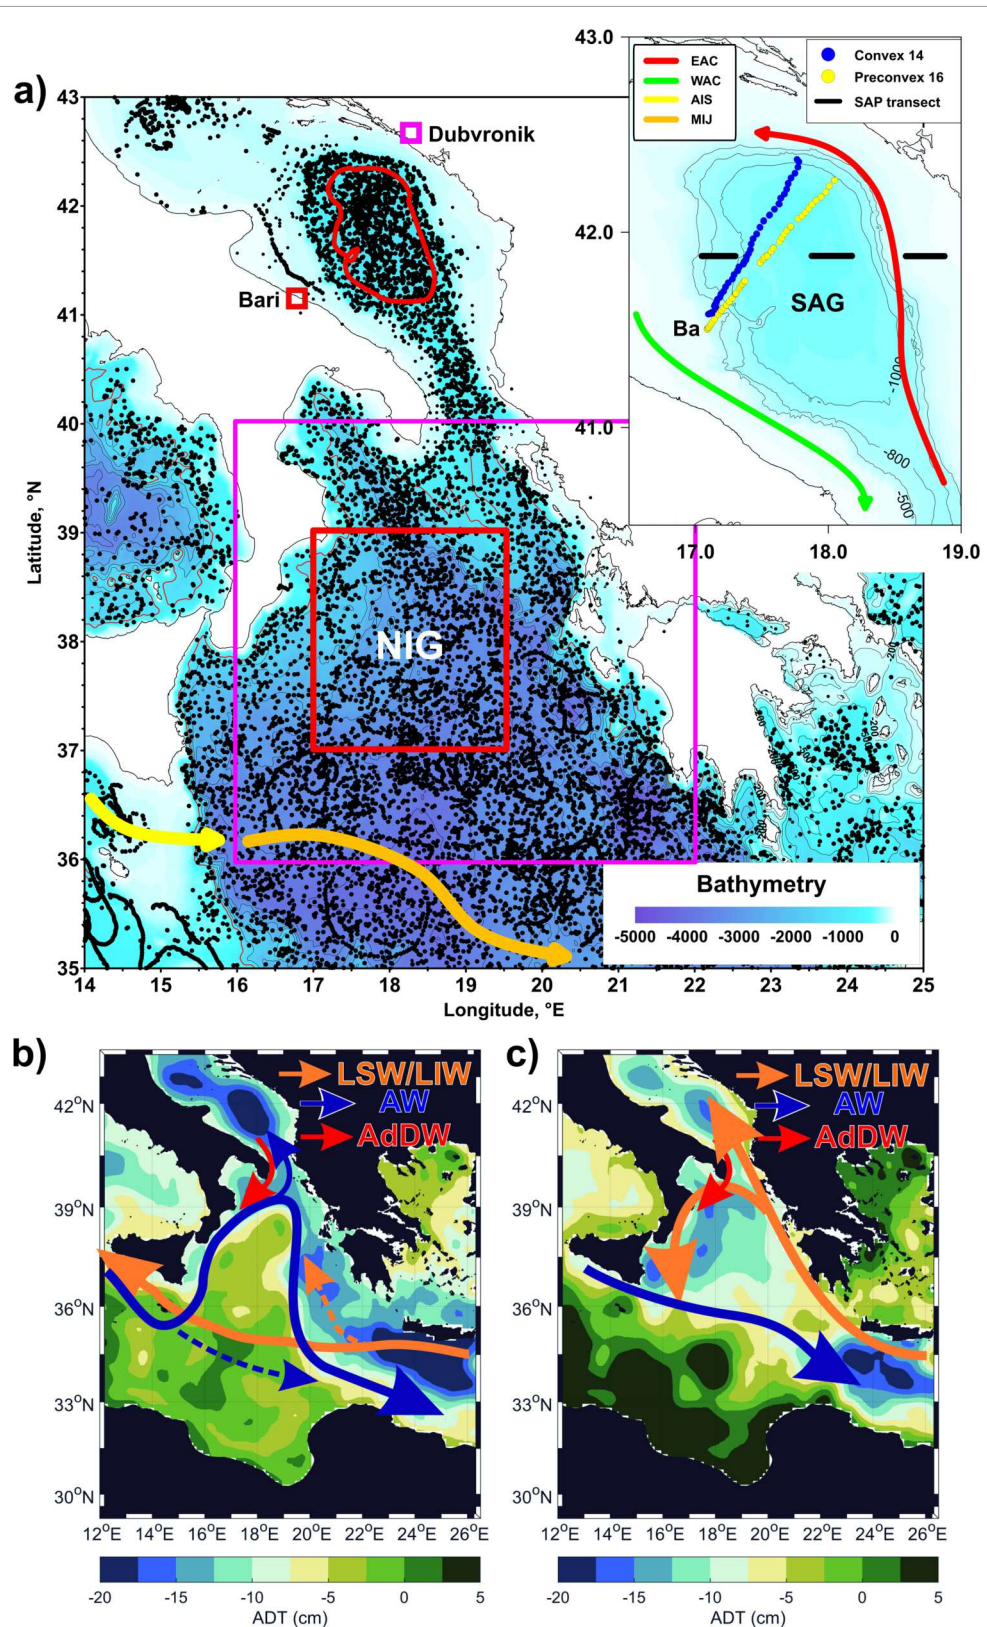 a)
43
42
41
40
39
38
37
36
35
Latitude, °N
14 15 16 17 18 19 20 21 22 23 24 25
Longitude, °E
Dubvronik
Bari
NIG
Bathymetry
-5000 -4000 -3000 -2000 -1000 0
43.0
42.0
41.0
17.0 18.0 19.0
EAC
WAC
AIS
MIJ
Convex 14
Preconvex 16
SAP transect
SAG
Ba
-1000
-800
-500
b)
LSW/LIW
AW
AdDW
42°N
39°N
36°N
33°N
30°N
12°E 14°E 16°E 18°E 20°E 22°E 24°E 26°E
-20 -15 -10 -5 0 5
ADT (cm)
c)
LSW/LIW
AW
AdDW
42°N
39°N
36°N
33°N
30°N
12°E 14°E 16°E 18°E 20°E 22°E 24°E 26°E
-20 -15 -10 -5 0 5
ADT (cm)